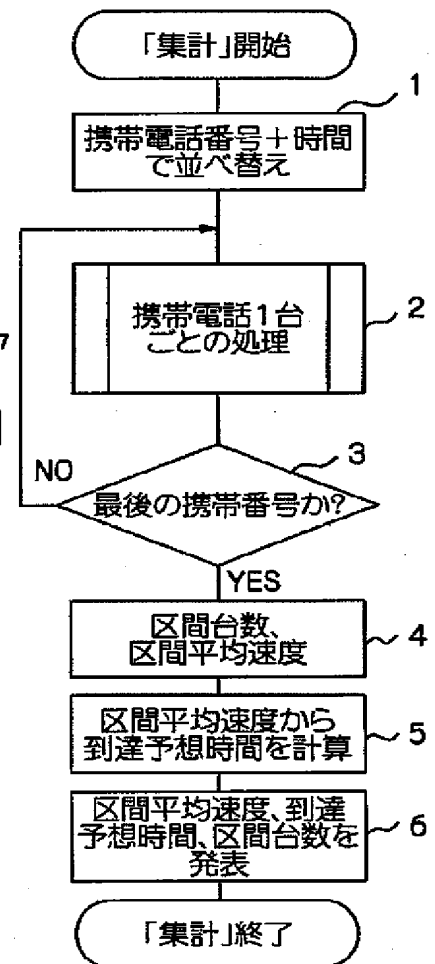 「集計」開始
1
携帯電話番号＋時間
で並べ替え
携帯電話1台
ごとの処理
2
7
3
NO
最後の携帯番号か?
YES
区間台数、
区間平均速度
4
区間平均速度から
到達予想時間を計算
5
区間平均速度、到達
予想時間、区間台数を
発表
6
「集計」終了